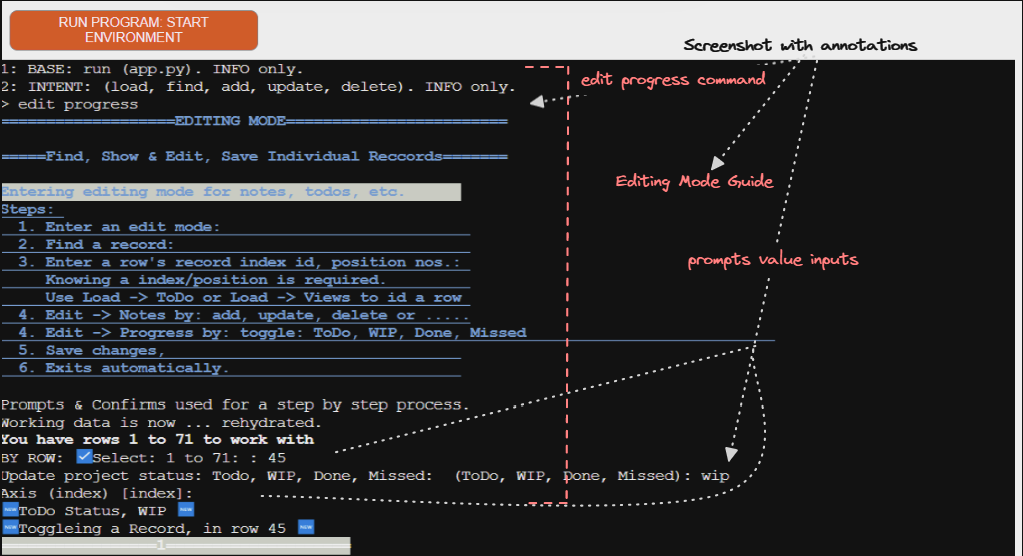 RUN PROGRAM: START
ENVIRONMENT
Screenshot with annotations
1: BASE: run (app.py). INFO only.
edit progress command
2: INTENT: (load, find, add, update, delete). INFO only.
> edit progress
===================EDITING MODE========================
=====Find, Show & Edit, Save Individual Reccords=======
Editing Mode Guide
Entering editing mode for notes, todos, etc.
Steps:
1. Enter an edit mode:
2. Find a record:
3. Enter a row's record index id, position nos.:
prompts value inputs
Knowing a index/position is required.
Use Load -> ToDo or Load -> Views to id a row
4. Edit -> Notes by: add, update, delete or .....
4. Edit -> Progress by: toggle: ToDo, WIP, Done, Missed
5. Save changes,
6. Exits automatically.
Prompts & Confirms used for a step by step process.
Working data is now ... rehydrated.
You have rows 1 to 71 to work with
BY ROW: ✅Select: 1 to 71: : 45
Update project status: Todo, WIP, Done, Missed:  (ToDo, WIP, Done, Missed): wip
Axis (index) [index]:
🆕ToDo Status, WIP 🆕
🆕Toggleing a Record, in row 45 🆕
1